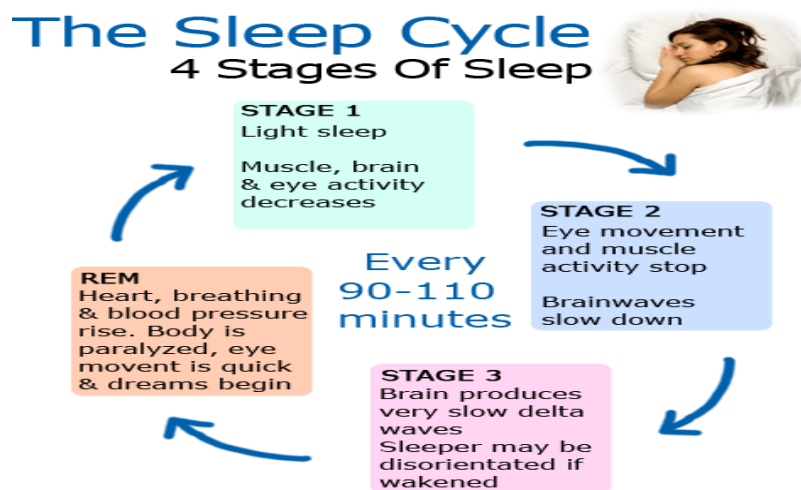 The Sleep Cycle
4 Stages Of Sleep
STAGE 1
Light sleep
Muscle, brain
& eye activity
decreases
STAGE 2
Eye movement
and muscle
activity stop
Brainwaves
slow down
Every
90-110
minutes
REM
Heart, breathing
& blood pressure
rise. Body is
paralyzed, eye
movent is quick
& dreams begin
STAGE 3
Brain produces
very slow delta
waves
Sleeper may be
disorientated if
wakened